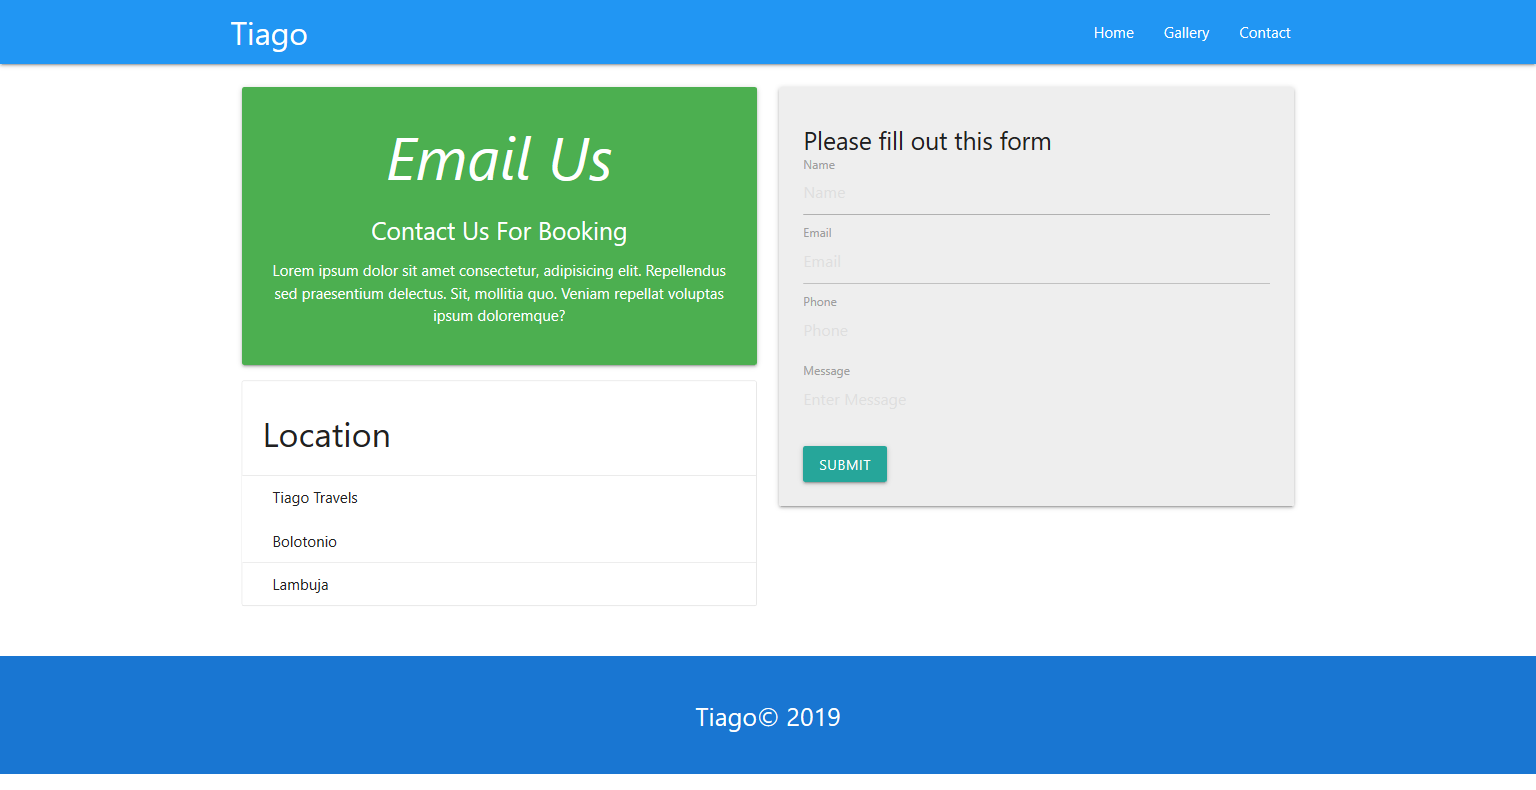 Tiago
Home
Gallery
Contact
Email Us
Contact Us For Booking
Lorem ipsum dolor sit amet consectetur, adipisicing elit. Repellendus
sed praesentium delectus. Sit, mollitia quo. Veniam repellat voluptas
ipsum doloremque?
Location
Tiago Travels
Bolotonio
Lambuja
Please fill out this form
Name
Name
Email
Email
Phone
Phone
Message
Enter Message
SUBMIT
Tiago© 2019